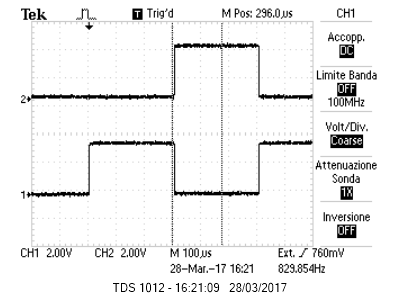 Tek T Trig'd M Pos: 296.0µs CH1
Accopp.
DC
Limite Banda
OFF
100MHz
2
Volt/Div.
Coarse
Attenuazione
Sonda
1X
1
Inversione
OFF
CH1 2.00V CH2 2.00V M 100µs Ext. 760mV
28-Mar.-17 16:21 829.854Hz
TDS 1012 - 16:21:09 28/03/2017